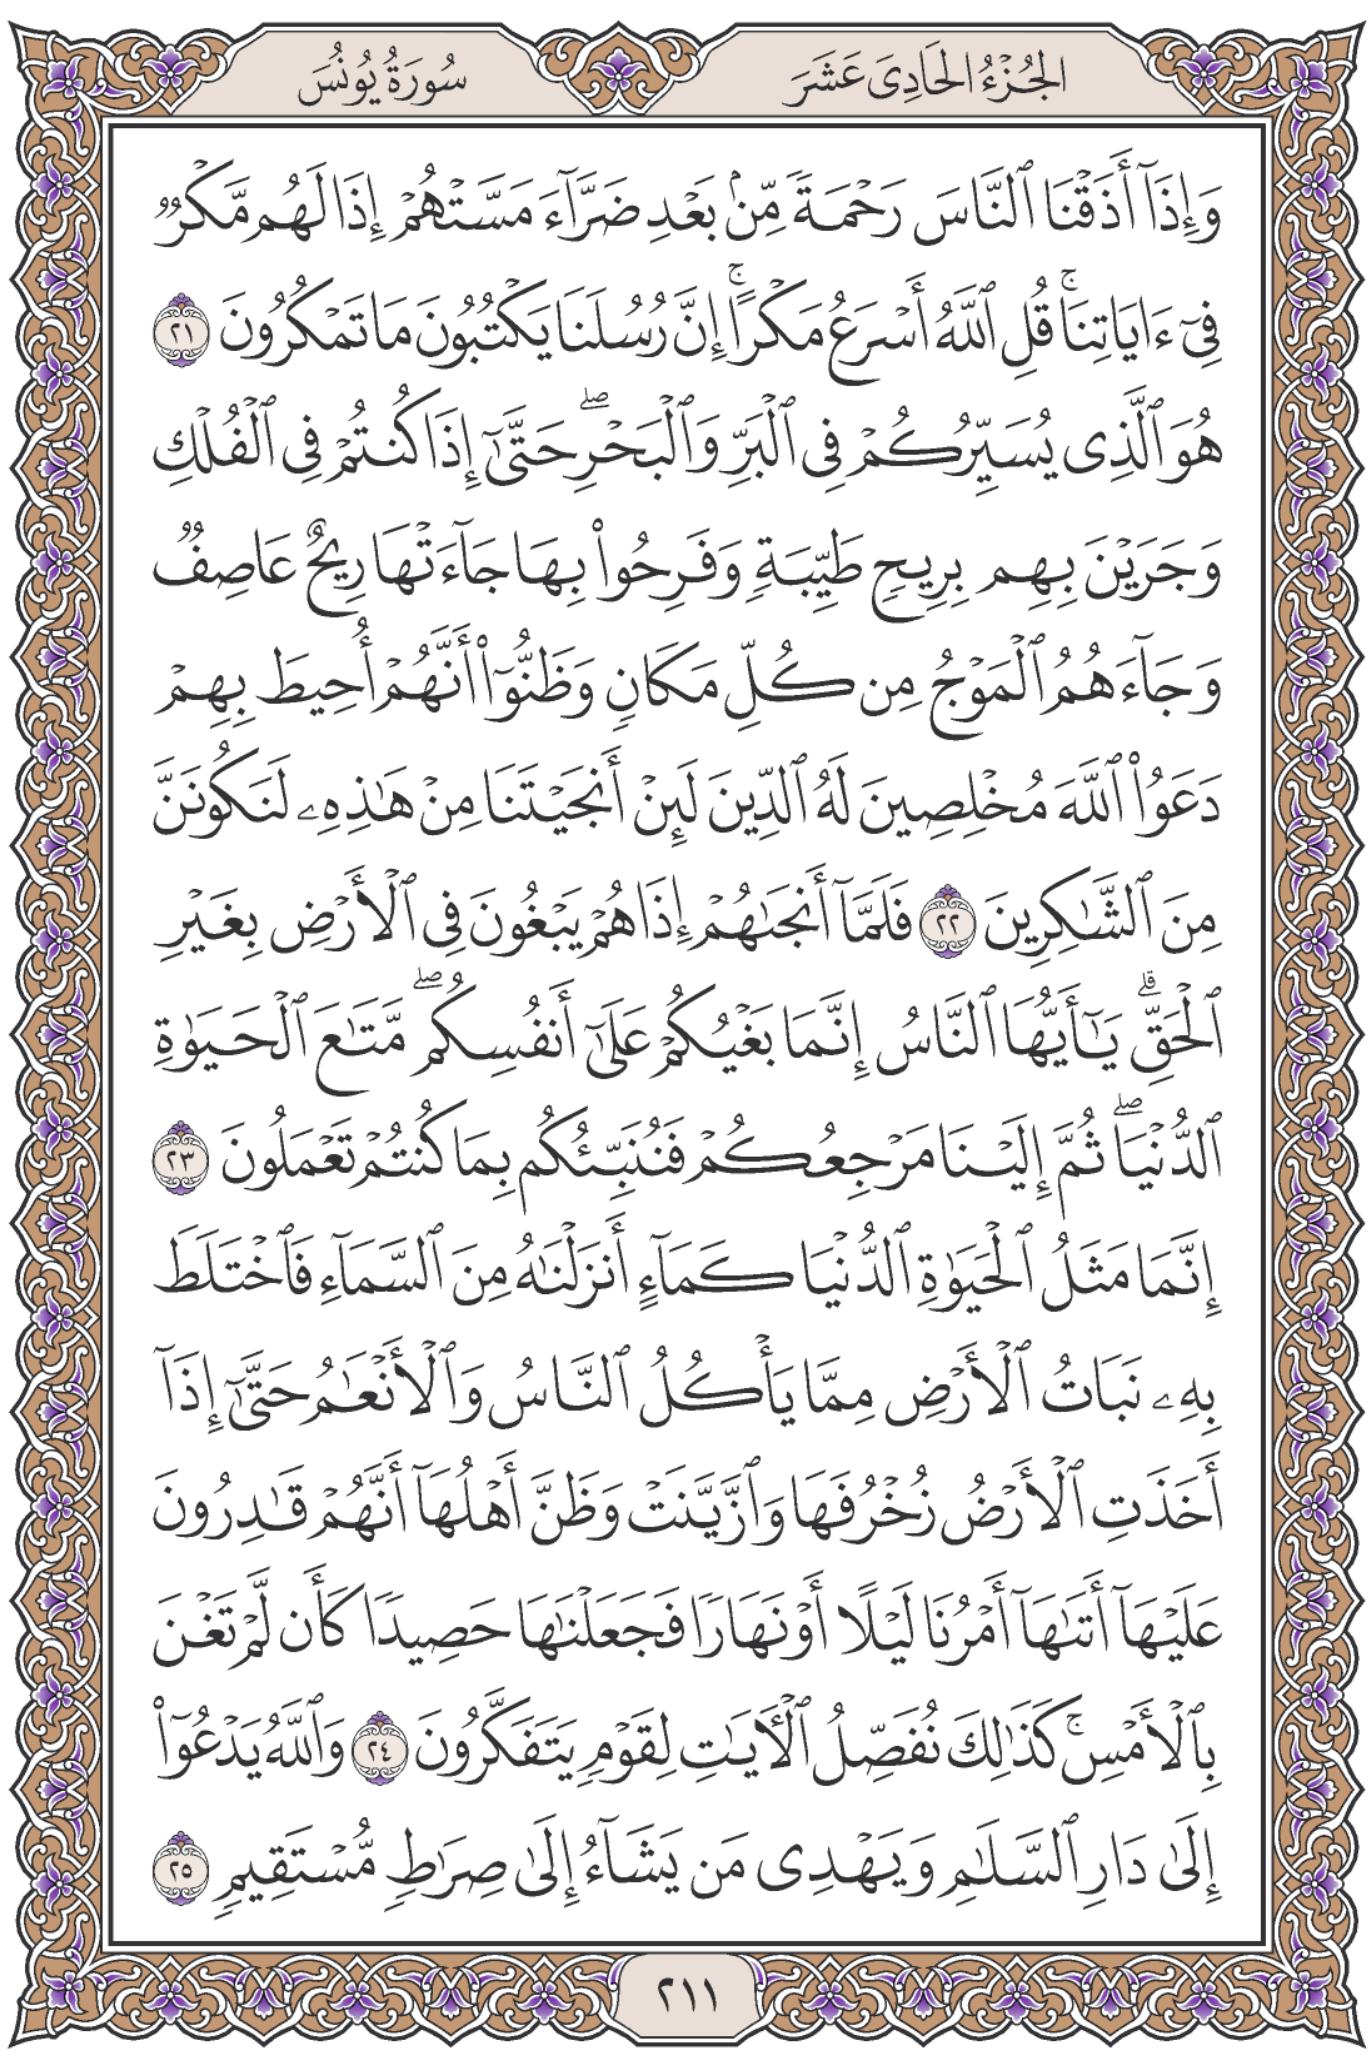 الجُزْءُ الحَادِىَ عَشَرَ
سُورَةُ يُونُسَ
وَإِذَآ أَذَقْنَا ٱلنَّاسَ رَحْمَةً مِّنۢ بَعْدِ ضَرَّآءَ مَسَّتْهُمْ إِذَا لَهُم مَّكْرٌ
فِىٓ ءَايَاتِنَا ۚ قُلِ ٱللَّهُ أَسْرَعُ مَكْرًا ۚ إِنَّ رُسُلَنَا يَكْتُبُونَ مَا تَمْكُرُونَ ٢١
هُوَ ٱلَّذِى يُسَيِّرُكُمْ فِى ٱلْبَرِّ وَٱلْبَحْرِ ۖ حَتَّىٰٓ إِذَا كُنتُمْ فِى ٱلْفُلْكِ
وَجَرَيْنَ بِهِم بِرِيحٍ طَيِّبَةٍ وَفَرِحُوا۟ بِهَا جَآءَتْهَا رِيحٌ عَاصِفٌ
وَجَآءَهُمُ ٱلْمَوْجُ مِن كُلِّ مَكَانٍ وَظَنُّوٓا۟ أَنَّهُمْ أُحِيطَ بِهِمْ
دَعَوُا۟ ٱللَّهَ مُخْلِصِينَ لَهُ ٱلدِّينَ لَئِنْ أَنجَيْتَنَا مِنْ هَـٰذِهِۦ لَنَكُونَنَّ
مِنَ ٱلشَّـٰكِرِينَ ٢٢ فَلَمَّآ أَنجَىٰهُمْ إِذَا هُمْ يَبْغُونَ فِى ٱلْأَرْضِ بِغَيْرِ
ٱلْحَقِّ ۗ يَـٰٓأَيُّهَا ٱلنَّاسُ إِنَّمَا بَغْيُكُمْ عَلَىٰٓ أَنفُسِكُم ۖ مَّتَـٰعَ ٱلْحَيَوٰةِ
ٱلدُّنْيَا ۖ ثُمَّ إِلَيْنَا مَرْجِعُكُمْ فَنُنَبِّئُكُم بِمَا كُنتُمْ تَعْمَلُونَ ٢٣
إِنَّمَا مَثَلُ ٱلْحَيَوٰةِ ٱلدُّنْيَا كَمَآءٍ أَنزَلْنَـٰهُ مِنَ ٱلسَّمَآءِ فَٱخْتَلَطَ
بِهِۦ نَبَاتُ ٱلْأَرْضِ مِمَّا يَأْكُلُ ٱلنَّاسُ وَٱلْأَنْعَـٰمُ حَتَّىٰٓ إِذَآ
أَخَذَتِ ٱلْأَرْضُ زُخْرُفَهَا وَٱزَّيَّنَتْ وَظَنَّ أَهْلُهَآ أَنَّهُمْ قَـٰدِرُونَ
عَلَيْهَآ أَتَىٰهَآ أَمْرُنَا لَيْلًا أَوْ نَهَارًا فَجَعَلْنَـٰهَا حَصِيدًا كَأَن لَّمْ تَغْنَ
بِٱلْأَمْسِ ۚ كَذَٰلِكَ نُفَصِّلُ ٱلْـَٔايَـٰتِ لِقَوْمٍ يَتَفَكَّرُونَ ٢٤ وَٱللَّهُ يَدْعُوٓا۟
إِلَىٰ دَارِ ٱلسَّلَـٰمِ وَيَهْدِى مَن يَشَآءُ إِلَىٰ صِرَٰطٍ مُّسْتَقِيمٍ ٢٥
٢١١